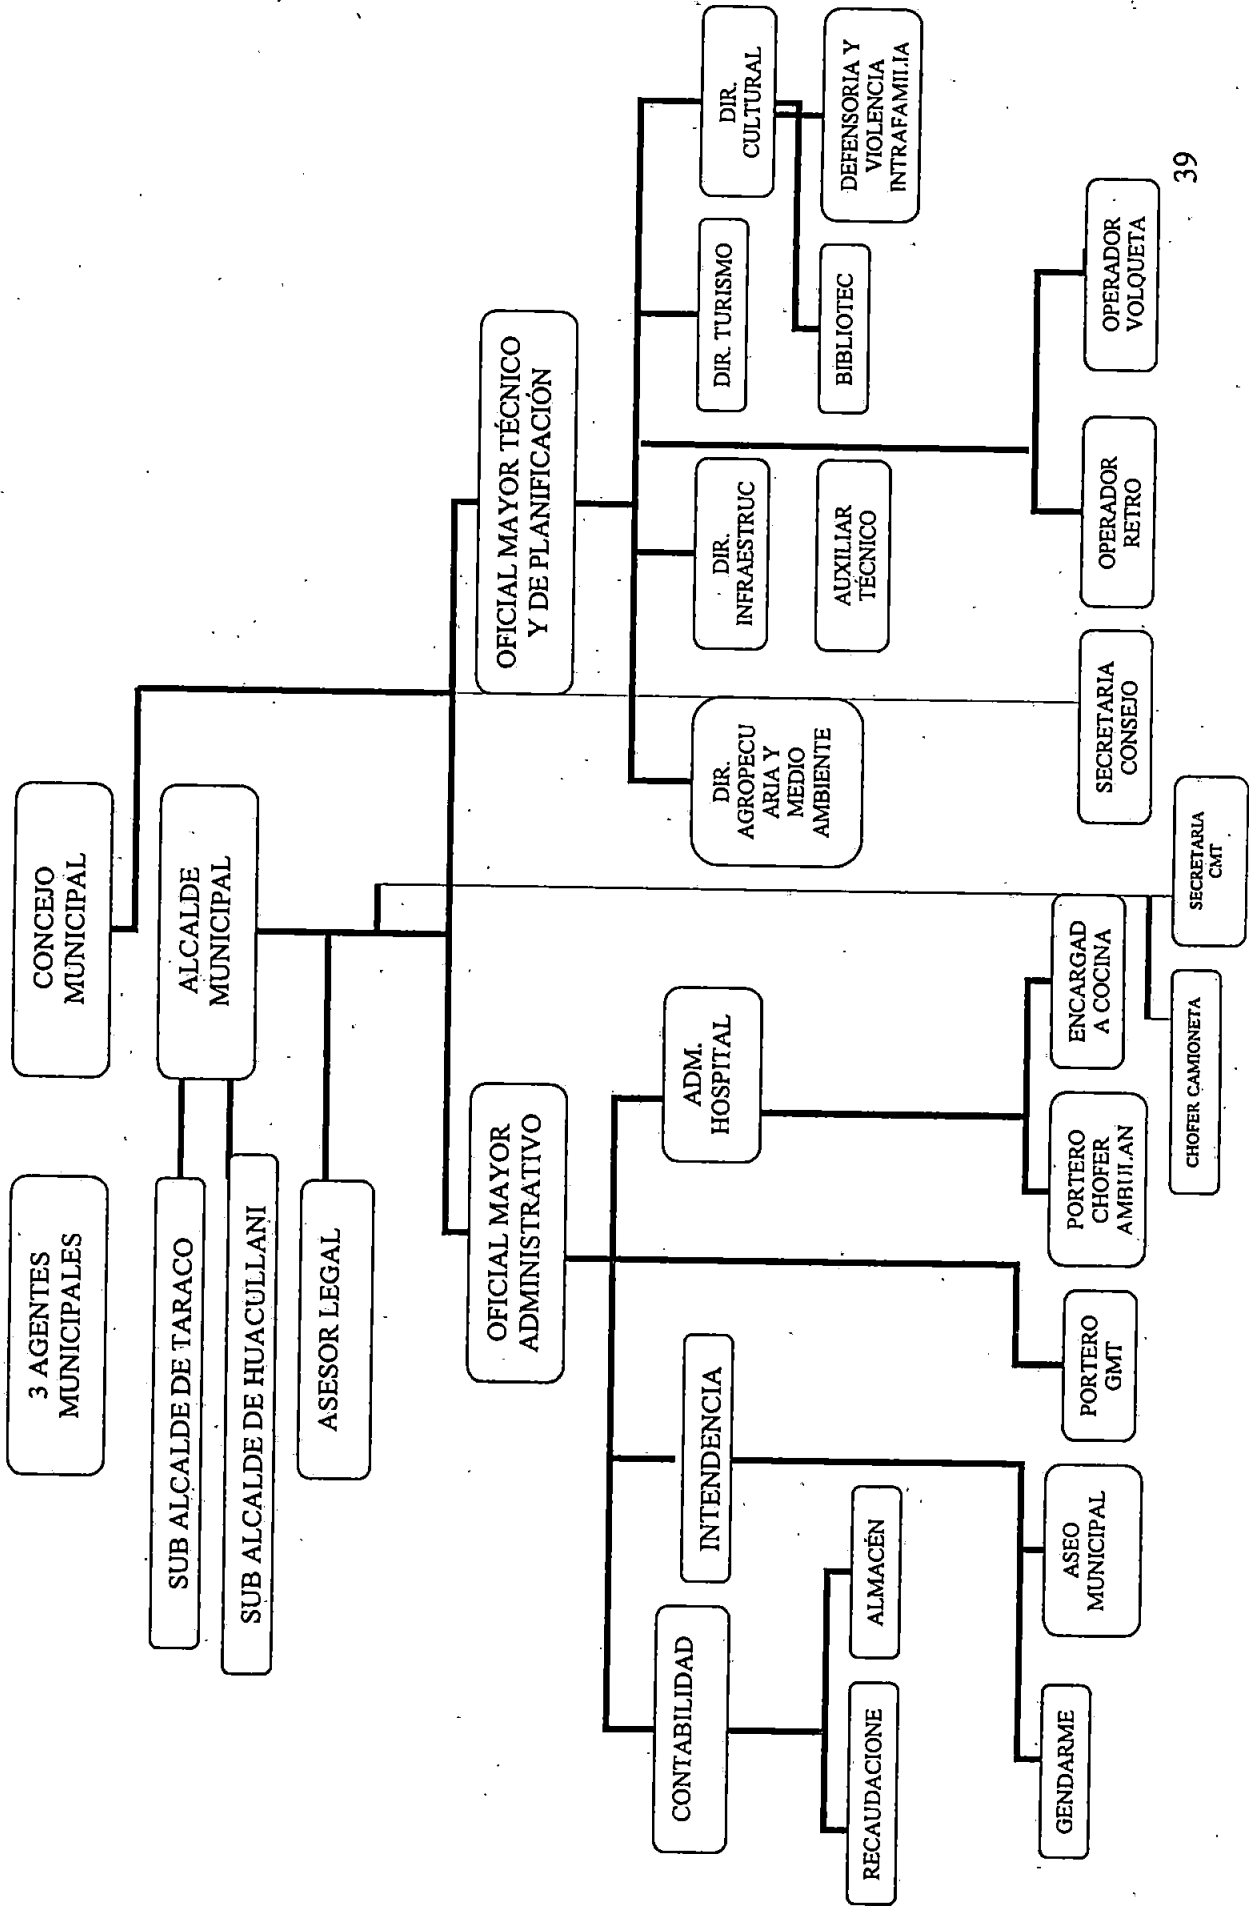 3 AGENTES
MUNICIPALES
CONCEJO
MUNICIPAL
SUB ALCALDE DE TARACO
ALCALDE
MUNICIPAL
SUB ALCALDE DE HUACULLANI
ASESOR LEGAL
OFICIAL MAYOR
ADMINISTRATIVO
OFICIAL MAYOR TÉCNICO
Y DE PLANIFICACIÓN
CONTABILIDAD
INTENDENCIA
ADM.
HOSPITAL
DIR.
AGROPECU
ARIA Y
MEDIO
AMBIENTE
DIR.
INFRAESTRUC
DIR. TURISMO
DIR.
CULTURAL
RECAUDACIONE
ALMACÉN
AUXILIAR
TÉCNICO
BIBLIOTEC
DEFENSORIA Y
VIOLENCIA
INTRAFAMILIA
GENDARME
ASEO
MUNICIPAL
PORTERO
GMT
PORTERO
CHOFER
AMBULAN
ENCARGAD
A COCINA
SECRETARIA
CONSEJO
OPERADOR
RETRO
OPERADOR
VOLQUETA
CHOFER CAMIONETA
SECRETARIA
CMT
39